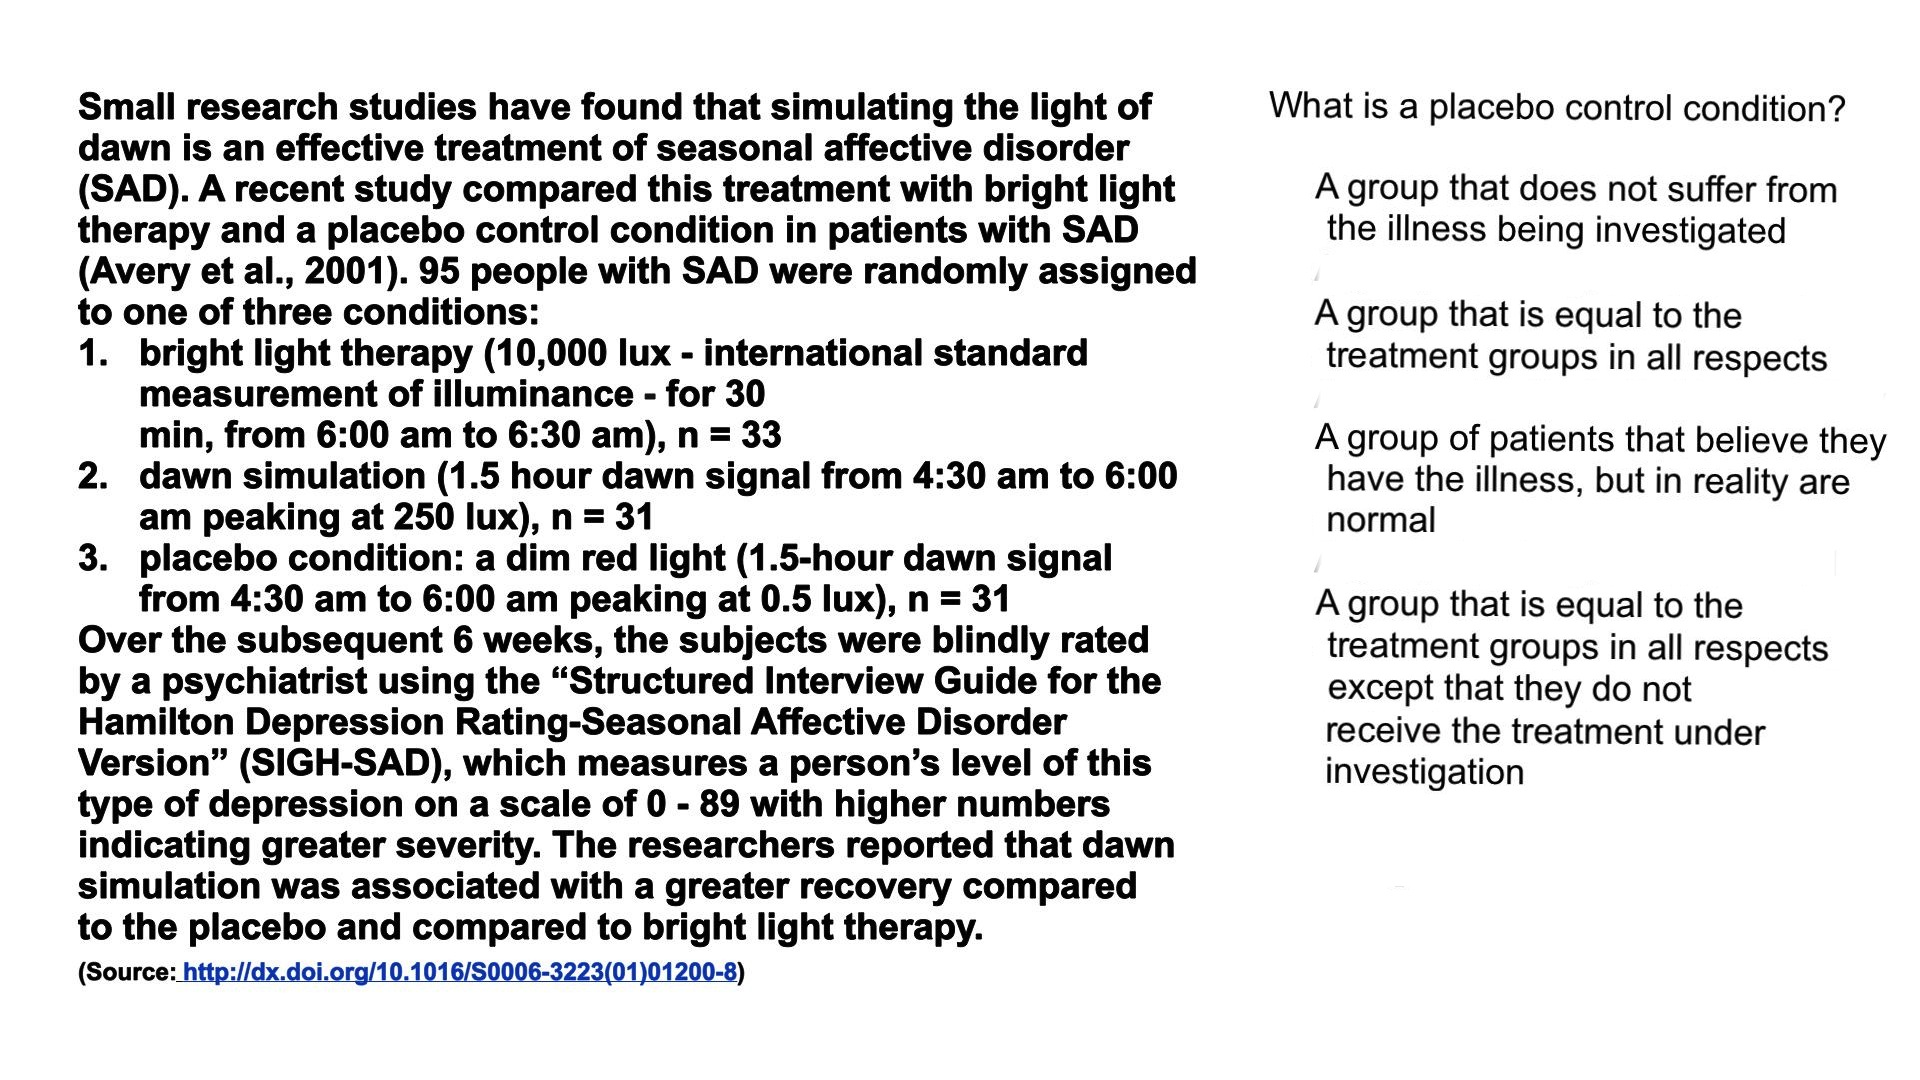 Small research studies have found that simulating the light of
dawn is an effective treatment of seasonal affective disorder
(SAD). A recent study compared this treatment with bright light
therapy and a placebo control condition in patients with SAD
(Avery et al., 2001). 95 people with SAD were randomly assigned
to one of three conditions:
1. bright light therapy (10,000 lux - international standard
measurement of illuminance - for 30
min, from 6:00 am to 6:30 am), n = 33
2. dawn simulation (1.5 hour dawn signal from 4:30 am to 6:00
am peaking at 250 lux), n = 31
3. placebo condition: a dim red light (1.5-hour dawn signal
from 4:30 am to 6:00 am peaking at 0.5 lux), n = 31
Over the subsequent 6 weeks, the subjects were blindly rated
by a psychiatrist using the “Structured Interview Guide for the
Hamilton Depression Rating-Seasonal Affective Disorder
Version” (SIGH-SAD), which measures a person’s level of this
type of depression on a scale of 0 - 89 with higher numbers
indicating greater severity. The researchers reported that dawn
simulation was associated with a greater recovery compared
to the placebo and compared to bright light therapy.
(Source: http://dx.doi.org/10.1016/S0006-3223(01)01200-8)
What is a placebo control condition?
A group that does not suffer from
the illness being investigated
A group that is equal to the
treatment groups in all respects
A group of patients that believe they
have the illness, but in reality are
normal
A group that is equal to the
treatment groups in all respects
except that they do not
receive the treatment under
investigation